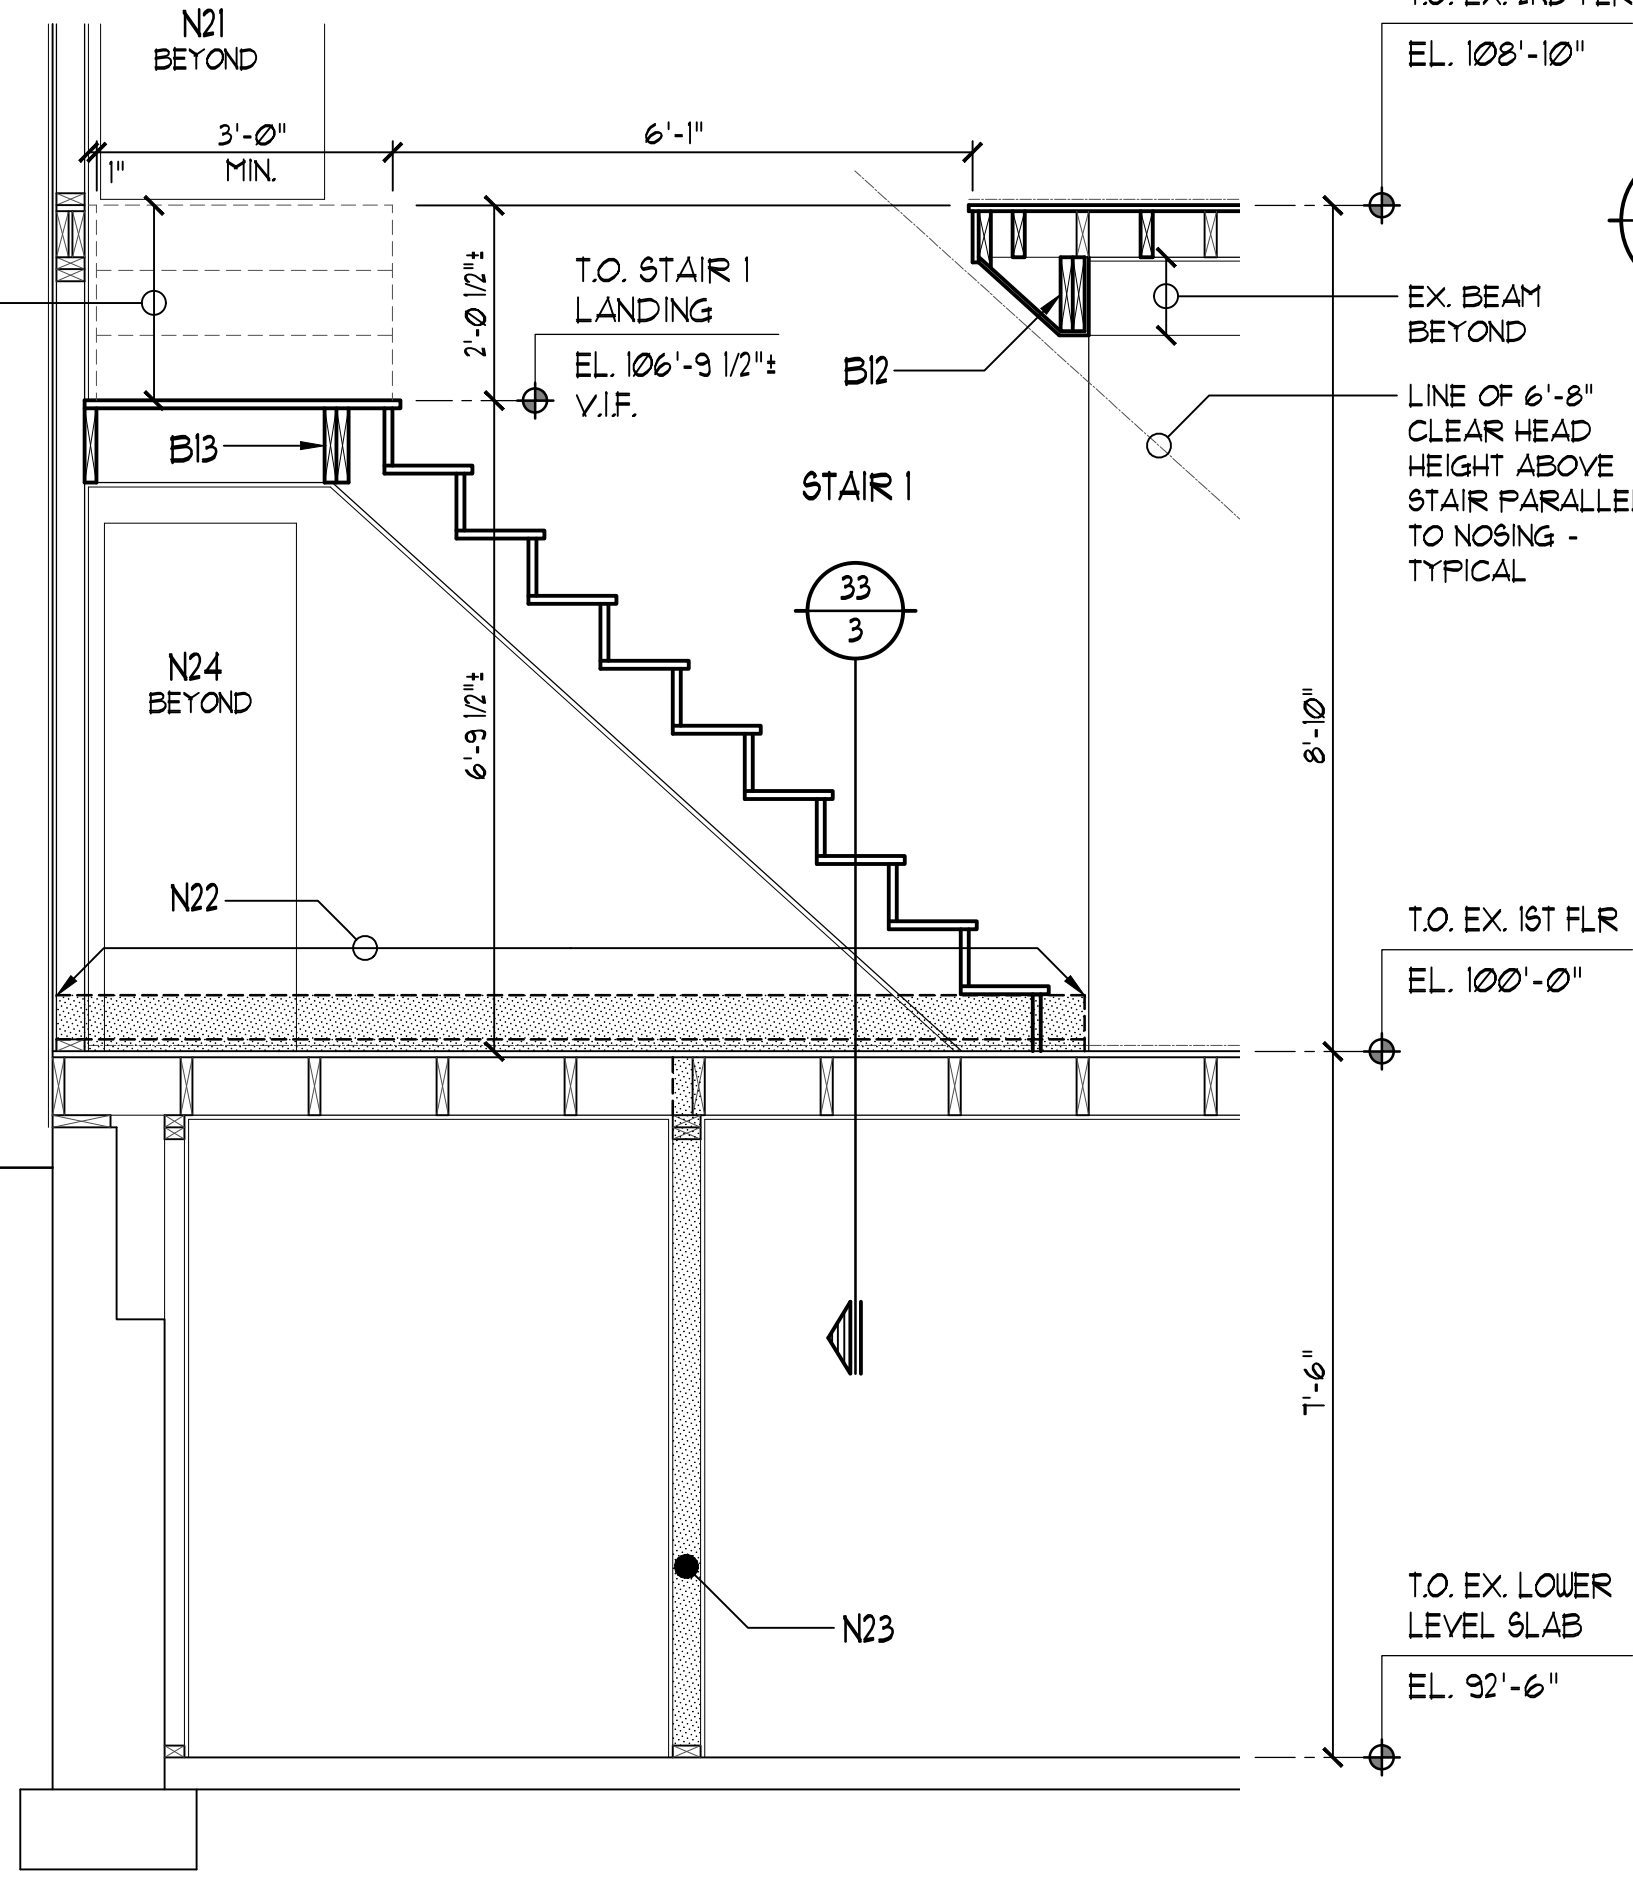 N21
BEYOND
EL. 108'-10"
3'-0"
MIN.
1"
6'-1"
2'-0 1/2"±
T.O. STAIR 1
LANDING
EL. 106'-9 1/2"±
V.I.F.
B12
EX. BEAM
BEYOND
LINE OF 6'-8"
CLEAR HEAD
HEIGHT ABOVE
STAIR PARALLEL
TO NOSING -
TYPICAL
B13
STAIR 1
33
3
N24
BEYOND
6'-9 1/2"±
8'-10"
N22
T.O. EX. 1ST FLR
EL. 100'-0"
7'-6"
N23
T.O. EX. LOWER
LEVEL SLAB
EL. 92'-6"